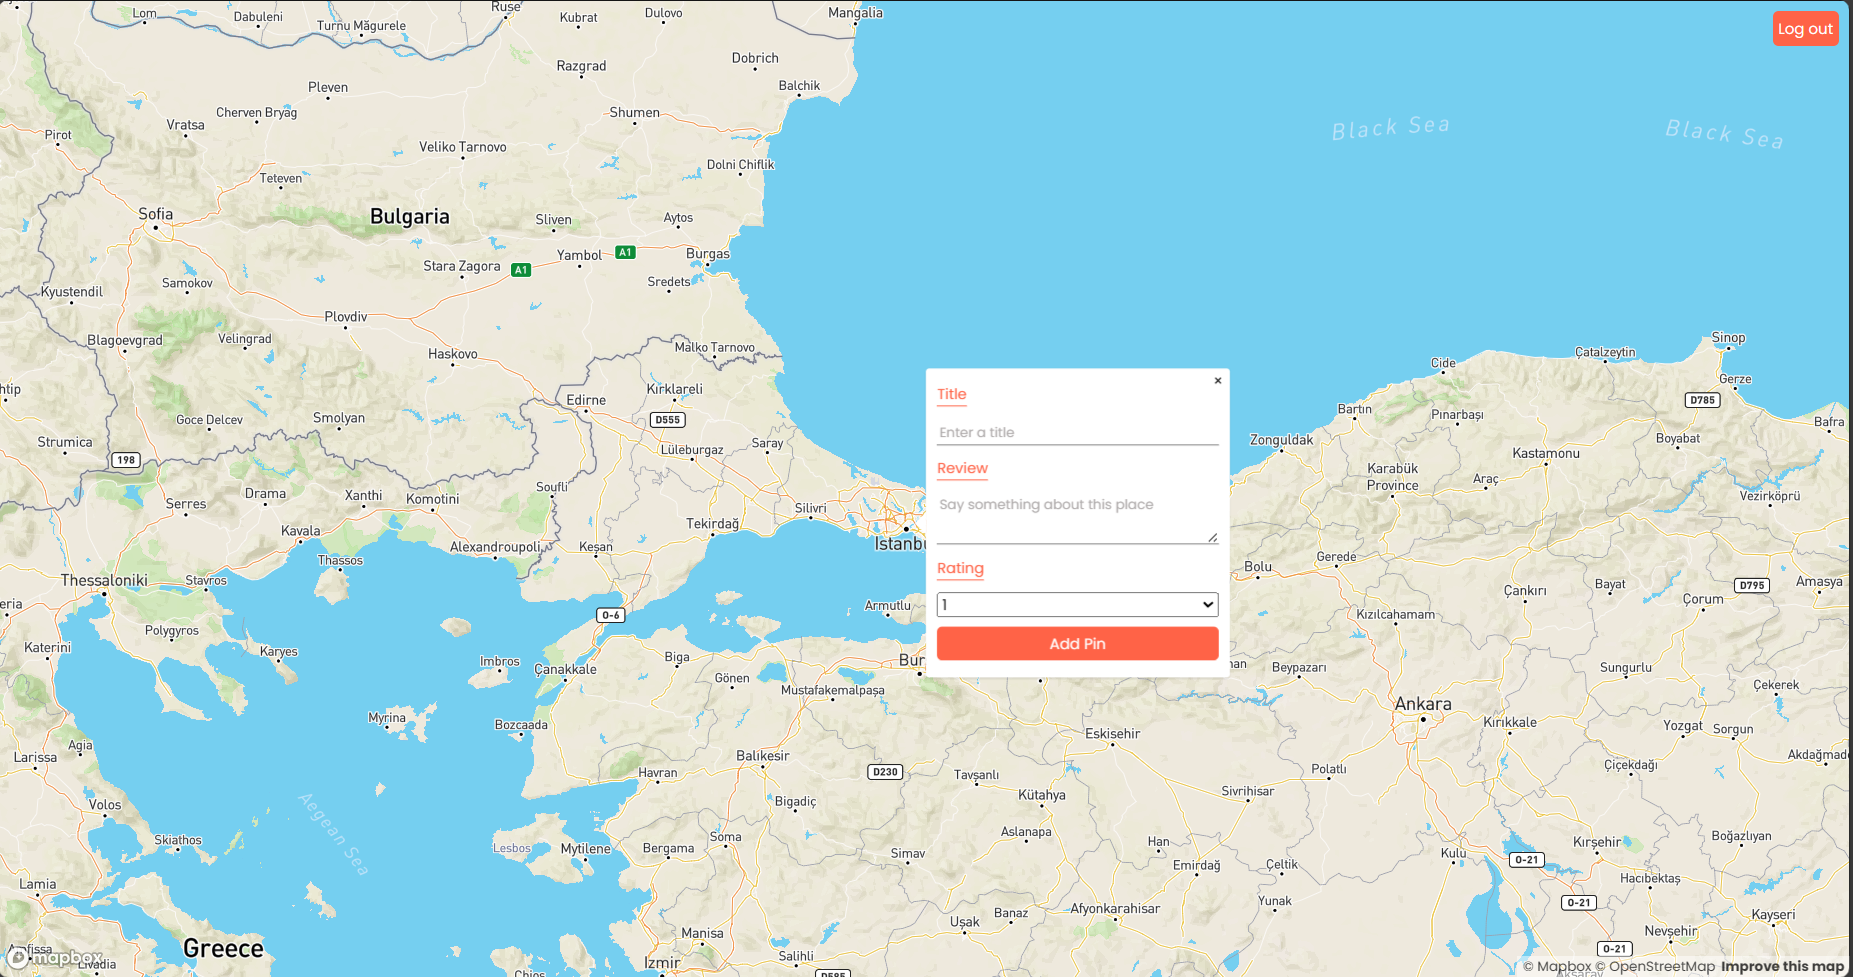 Lom
Dabuleni
Turnu Măgurele
Ruse
Kubrat
Dulovo
Mangalia
Log out
Dobrich
Razgrad
Balchik
Pleven
Cherven Bryag
Shumen
Vratsa
Pirot
Black Sea
Black Sea
Veliko Tarnovo
Dolni Chiflik
Teteven
Sofia
Bulgaria
Sliven
Aytos
A1
Burgas
Yambol
Stara Zagora
A1
Samokov
Sredets
Kyustendil
Plovdiv
Blagoevgrad
Velingrad
Malko Tarnovo
Haskovo
Sinop
Çatalzeytin
Cide
Gerze
×
Title
Kırklareli
Edirne
D785
Goce Delcev
Smolyan
D555
Bartın
Pınarbaşı
Bafra
Enter a title
Strumica
Saray
Lüleburgaz
Zonguldak
Boyabat
Kastamonu
198
Review
Karabük
Province
Araç
Soufli
Serres
Drama
Xanthi
Komotini
Vezirköprü
Say something about this place
Silivri
Tekirdağ
Kavala
Alexandroupoli
Keşan
Istanbu
Thassos
Gerede
Bolu
Rating
Thessaloniki
Stavros
Bayat
D795
Amasya
Çankırı
Çorum
1
Armutlu
O-6
Kızılcahamam
Polygyros
Add Pin
Katerini
Karyes
Imbros
Çanakkale
Biga
Bur
Beypazarı
Sungurlu
Gönen
Mustafakemalpaşa
Çekerek
Ankara
Myrina
Bozcaada
Kırıkkale
Yozgat
Sorgun
Eskisehir
Agia
Larissa
Balıkesir
Akdağmade
Havran
D230
Tavşanlı
Polatlı
Çiçekdağı
Kütahya
Sivrihisar
Volos
Bigadiç
Aegean Sea
Skiathos
Soma
Aslanapa
Han
Kırşehir
Boğazlıyan
Lesbos
Mytilene
Bergama
Simav
Emirdağ
Çeltik
Kulu
O-21
Lamia
Hacıbektaş
Yunak
O-21
Afyonkarahisar
Banaz
Uşak
Kayseri
Manisa
Nevşehir
Greece
O-21
mapbox
Livadia
Izmir
Salihli
D585
Chios
Aksaray
© Mapbox © OpenStreetMap Improve this map